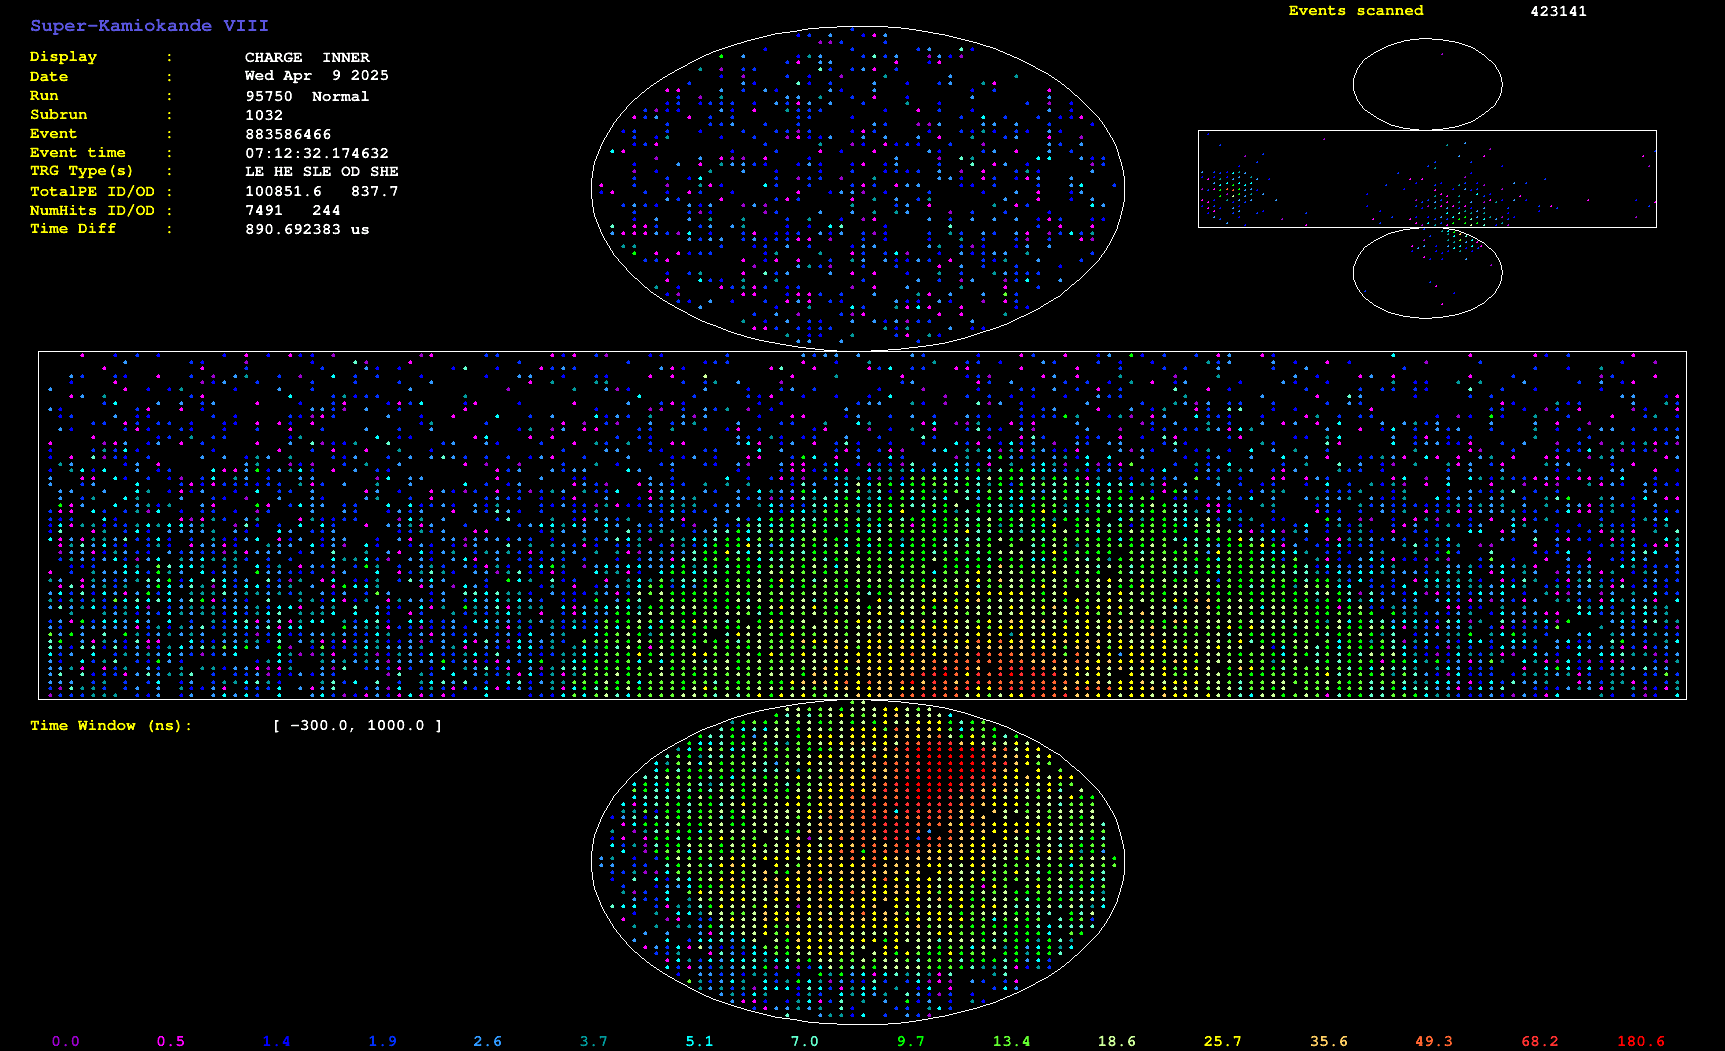 Super-Kamiokande VIII
Events scanned 423141
Display : CHARGE INNER
Date : Wed Apr 9 2025
Run : 95750 Normal
Subrun : 1032
Event : 883586466
Event time : 07:12:32.174632
TRG Type(s) : LE HE SLE OD SHE
TotalPE ID/OD : 100851.6 837.7
NumHits ID/OD : 7491 244
Time Diff : 890.692383 us
Time Window (ns): [ -300.0, 1000.0 ]
0.0 0.5 1.4 1.9 2.6 3.7 5.1 7.0 9.7 13.4 18.6 25.7 35.6 49.3 68.2 180.6